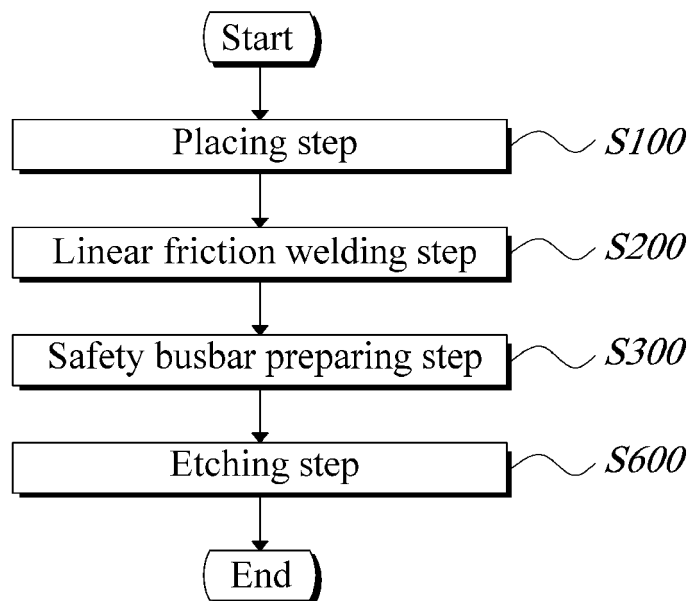 Start
Placing step S100
Linear friction welding step S200
Safety busbar preparing step S300
Etching step S600
End